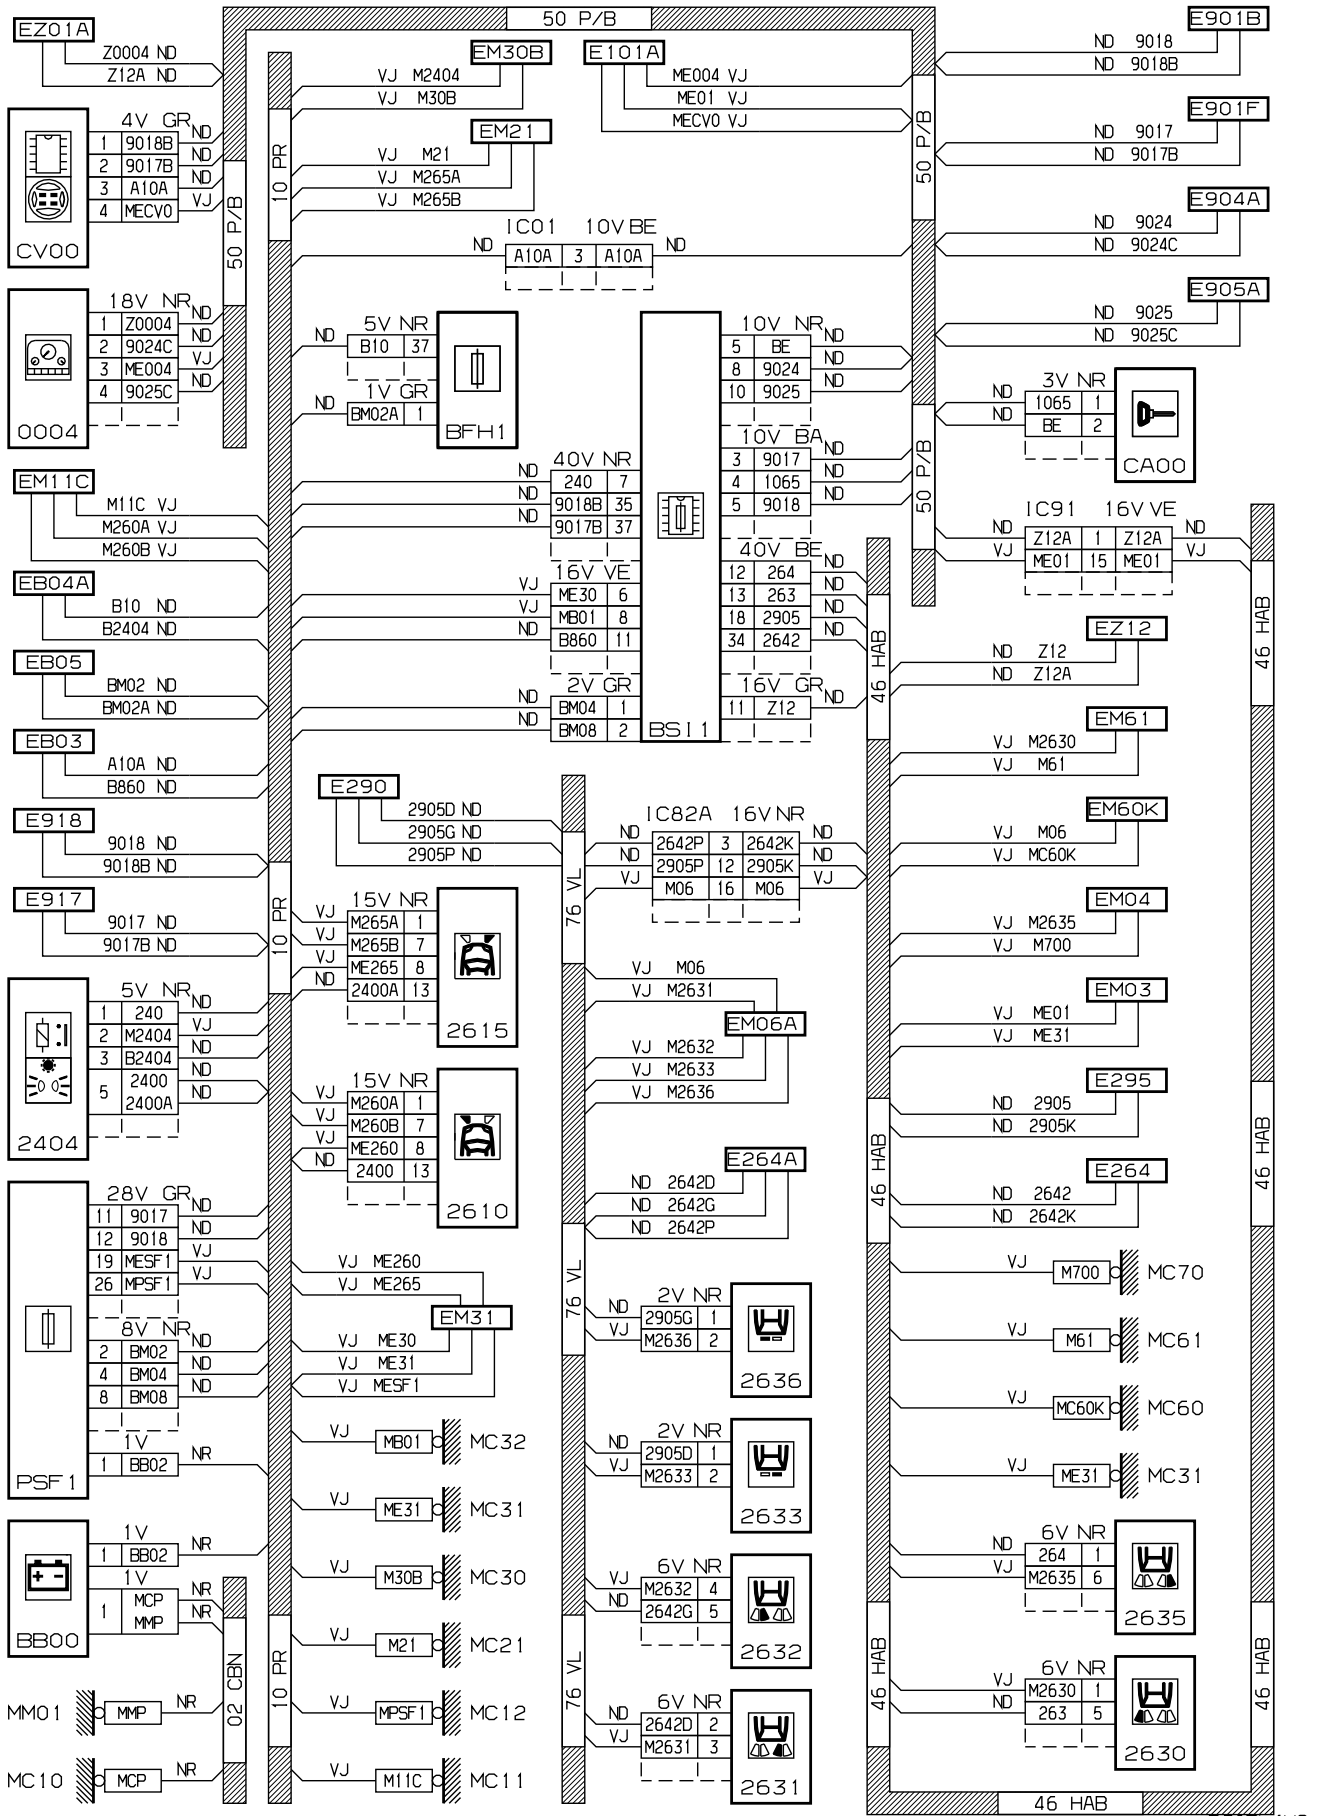 50 P/B
EZ01A
Z0004 ND
Z12A ND
4V GR
1 9018B ND
2 9017B ND
3 A10A ND
4 MECV0 VJ
CV00
50 P/B
18V NR
1 Z0004 ND
2 9024C ND
3 ME004 VJ
4 9025C ND
0004
EM11C
M11C VJ
M260A VJ
M260B VJ
EB04A
B10 ND
B2404 ND
EB05
BM02 ND
BM02A ND
EB03
A10A ND
B860 ND
E918
9018 ND
9018B ND
E917
9017 ND
9017B ND
5V NR
1 240 ND
2 M2404 VJ
3 B2404 ND
5 2400 ND
2400A ND
2404
28V GR
11 9017 ND
12 9018 ND
19 MESF1 VJ
26 MPSF1 VJ
8V NR
2 BM02 ND
4 BM04 ND
8 BM08 ND
1V
1 BB02 NR
PSF1
1V
1 BB02 NR
1V
1 MCP NR
MMP NR
BB00
02 CBN
MM01 MMP NR
MC10 MCP NR
10 PR
10 PR
10 PR
EM30B
VJ M2404
VJ M30B
EM21
VJ M21
VJ M265A
VJ M265B
E101A
ME004 VJ
ME01 VJ
MECV0 VJ
IC01 10V BE
ND A10A 3 A10A ND
5V NR
ND B10 37
1V GR
ND BM02A 1
BFH1
40V NR
ND 240 7
ND 9018B 35
ND 9017B 37
16V VE
VJ ME30 6
VJ MB01 8
ND B860 11
2V GR
ND BM04 1
ND BM08 2
BSI1
10V NR
5 BE ND
8 9024 ND
10 9025 ND
10V BA
3 9017 ND
4 1065 ND
5 9018 ND
40V BE
12 264 ND
13 263 ND
18 2905 ND
34 2642 ND
16V GR
11 Z12 ND
E290
2905D ND
2905G ND
2905P ND
IC82A 16V NR
ND 2642P 3 2642K ND
ND 2905P 12 2905K ND
VJ M06 16 M06 VJ
15V NR
VJ M265A 1
VJ M265B 7
VJ ME265 8
ND 2400A 13
2615
15V NR
VJ M260A 1
VJ M260B 7
VJ ME260 8
ND 2400 13
2610
VJ ME260
VJ ME265
EM31
VJ ME30
VJ ME31
VJ MESF1
VJ MB01 MC32
VJ ME31 MC31
VJ M30B MC30
VJ M21 MC21
VJ MPSF1 MC12
VJ M11C MC11
76 VL
76 VL
76 VL
VJ M06
VJ M2631
EM06A
VJ M2632
VJ M2633
VJ M2636
E264A
ND 2642D
ND 2642G
ND 2642P
2V NR
ND 2905G 1
VJ M2636 2
2636
2V NR
ND 2905D 1
VJ M2633 2
2633
6V NR
VJ M2632 4
ND 2642G 5
2632
6V NR
ND 2642D 2
VJ M2631 3
2631
50 P/B
50 P/B
E901B
ND 9018
ND 9018B
E901F
ND 9017
ND 9017B
E904A
ND 9024
ND 9024C
E905A
ND 9025
ND 9025C
3V NR
ND 1065 1
ND BE 2
CA00
IC91 16V VE
ND Z12A 1 Z12A ND
VJ ME01 15 ME01 VJ
46 HAB
46 HAB
46 HAB
46 HAB
46 HAB
46 HAB
EZ12
ND Z12
ND Z12A
EM61
VJ M2630
VJ M61
EM60K
VJ M06
VJ MC60K
EM04
VJ M2635
VJ M700
EM03
VJ ME01
VJ ME31
E295
ND 2905
ND 2905K
E264
ND 2642
ND 2642K
VJ M700 MC70
VJ M61 MC61
VJ MC60K MC60
VJ ME31 MC31
6V NR
ND 264 1
VJ M2635 6
2635
6V NR
VJ M2630 1
ND 263 5
2630
46 HAB